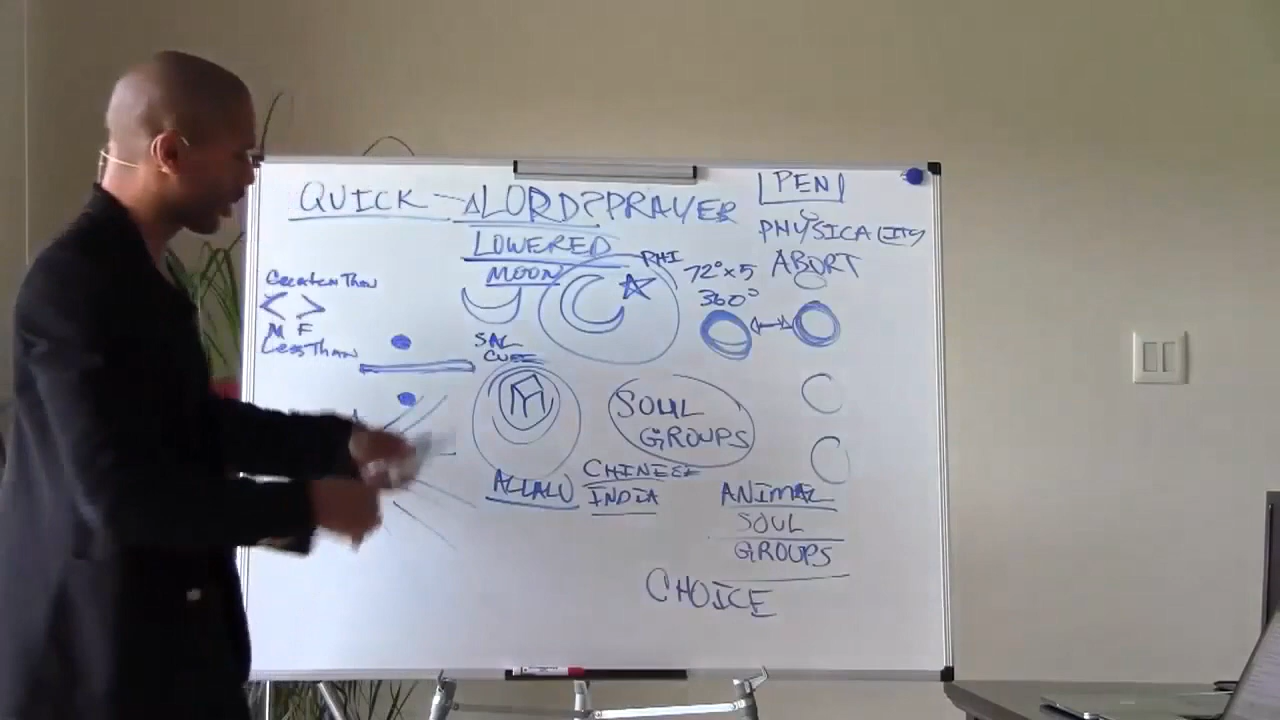 QUICK LORD?PRAYER
LOWERED
MOON
PHI
72°x5
360°
PEN
PHYSICALITY
ABORT
Greater Than
< >
M F
Less Than
SAL
CUBE
SOUL
GROUPS
ALLALU
CHINESE
INDIA
ANIMAL
SOUL
GROUPS
CHOICE